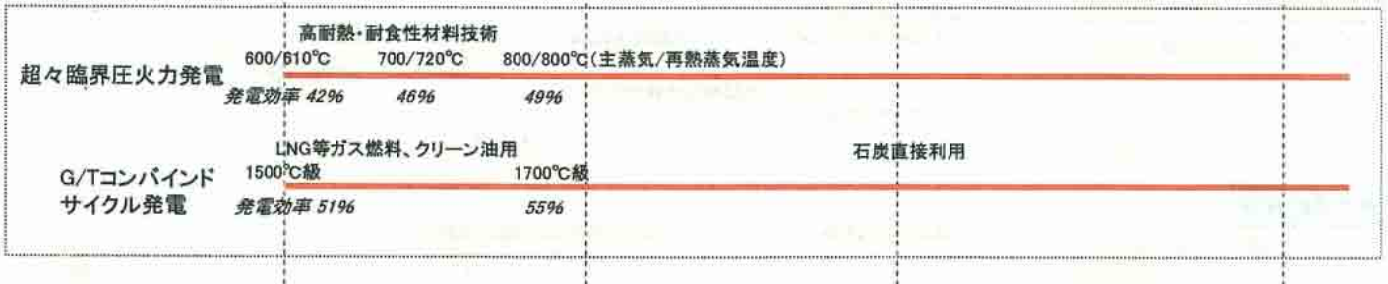 高耐熱・耐食性材料技術
600/610℃ 700/720℃ 800/800℃(主蒸気/再熱蒸気温度)
超々臨界圧火力発電
発電効率 42% 46% 49%
LNG等ガス燃料、クリーン油用 石炭直接利用
1500℃級 1700℃級
G/Tコンバインド
サイクル発電
発電効率 51% 55%